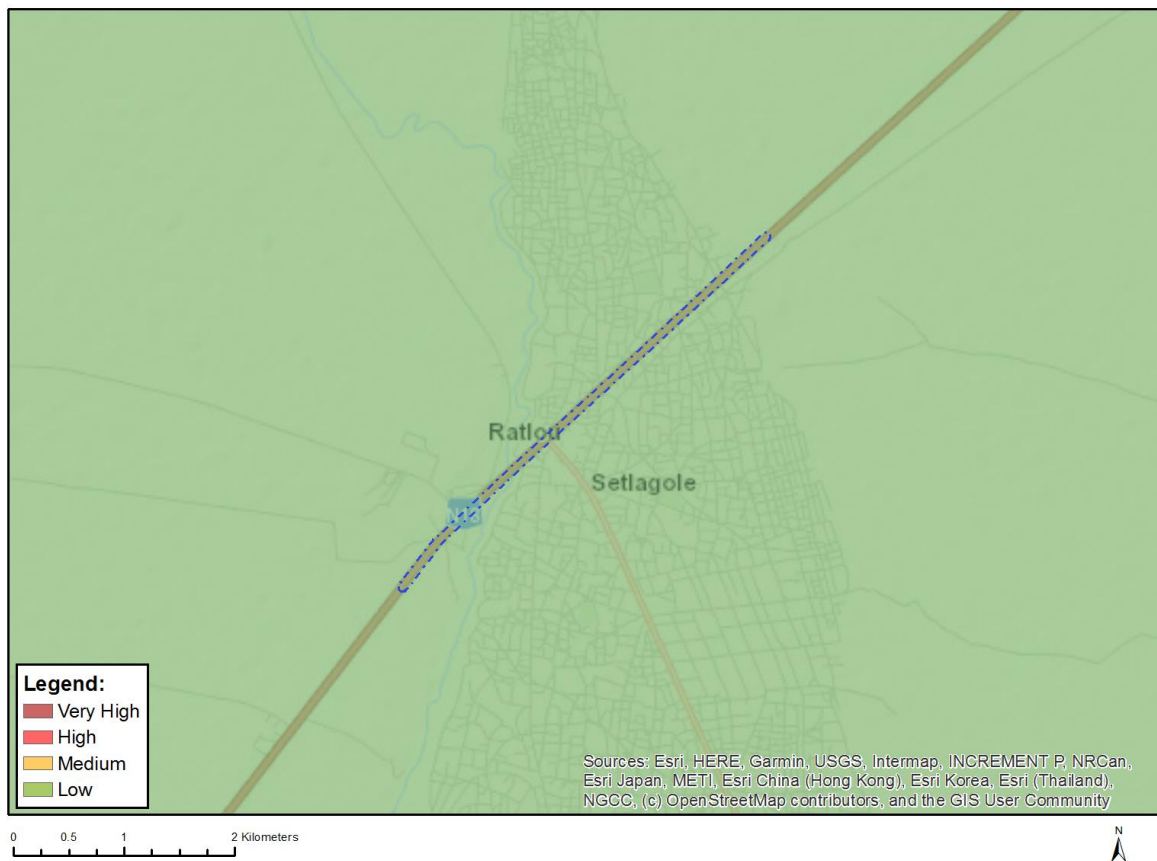 Ratlou
Setlagole
N18
Legend:
Very High
High
Medium
Low
Sources: Esri, HERE, Garmin, USGS, Intermap, INCREMENT P, NRCan,
Esri Japan, METI, Esri China (Hong Kong), Esri Korea, Esri (Thailand),
NGCC, (c) OpenStreetMap contributors, and the GIS User Community
0 0.5 1 2 Kilometers
N